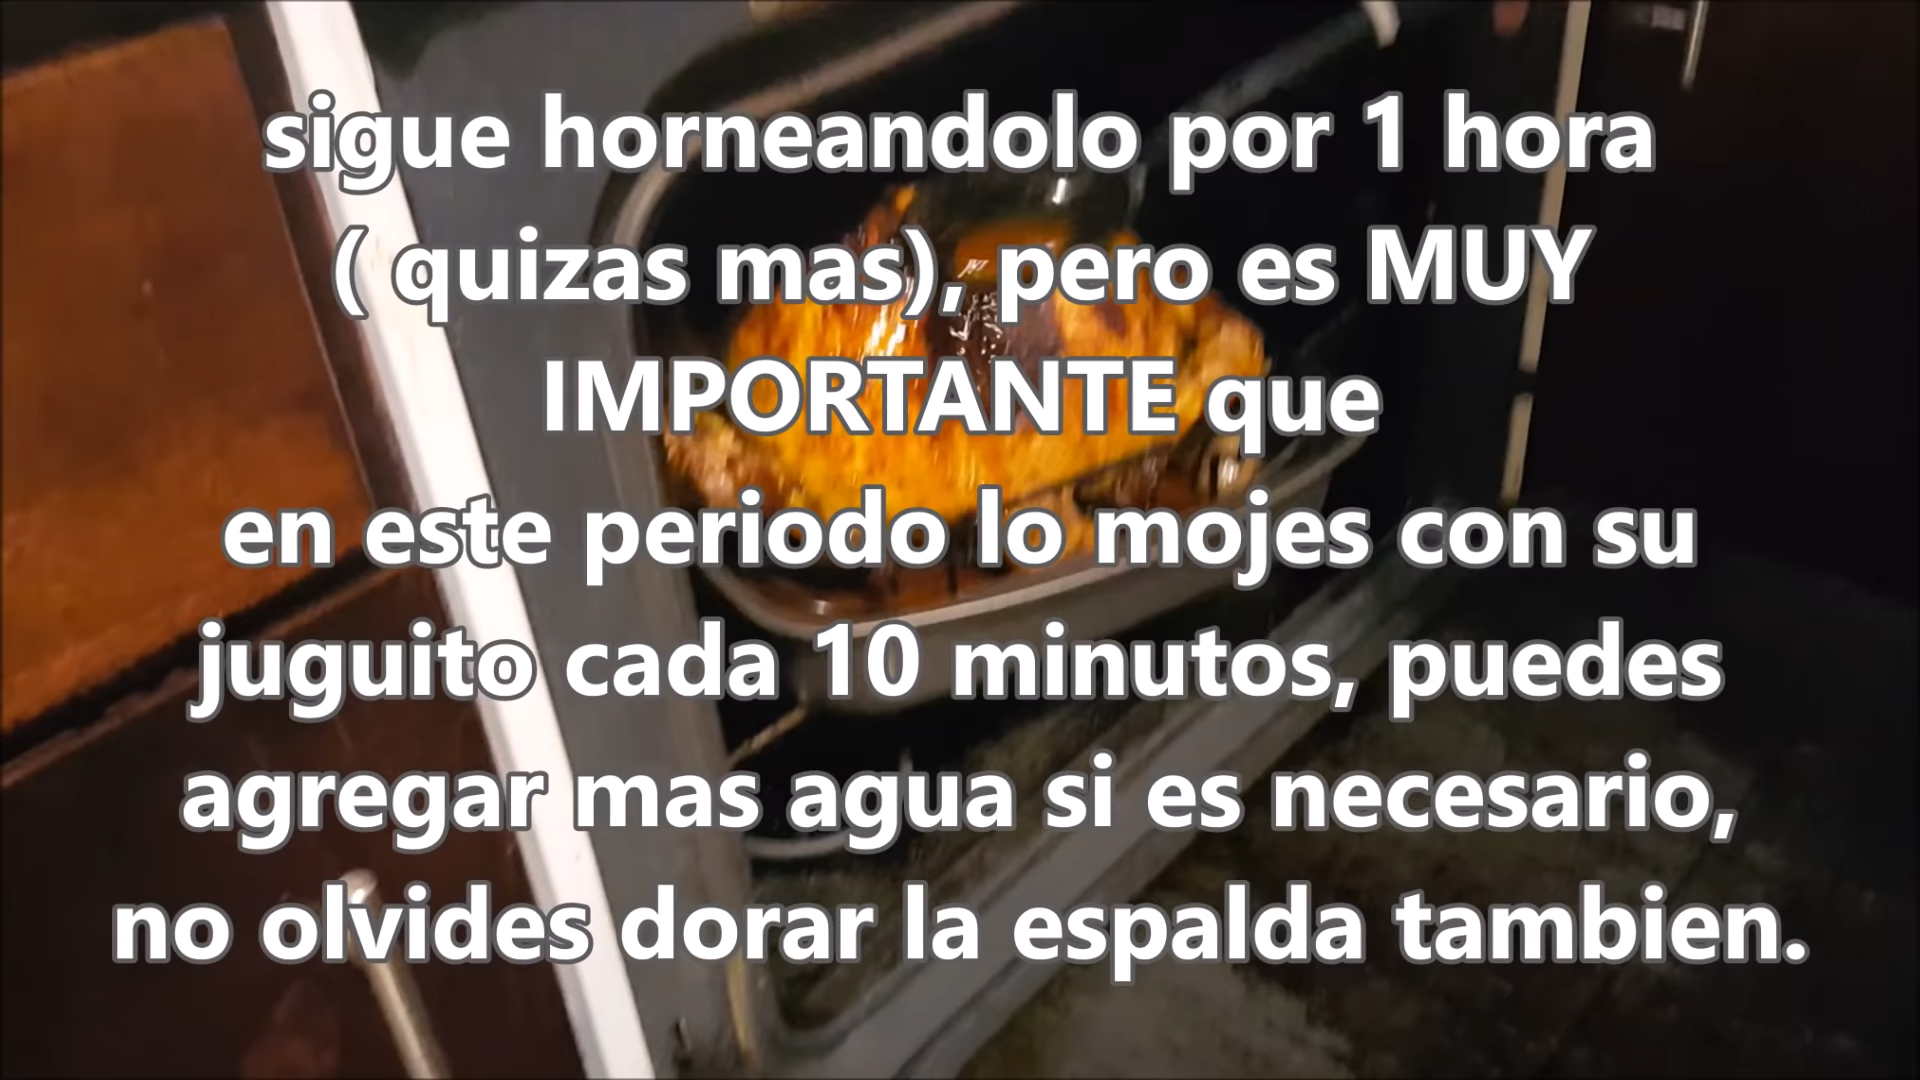 sigue horneandolo por 1 hora
( quizas mas), pero es MUY
IMPORTANTE que
en este periodo lo mojes con su
juguito cada 10 minutos, puedes
agregar mas agua si es necesario,
no olvides dorar la espalda tambien.